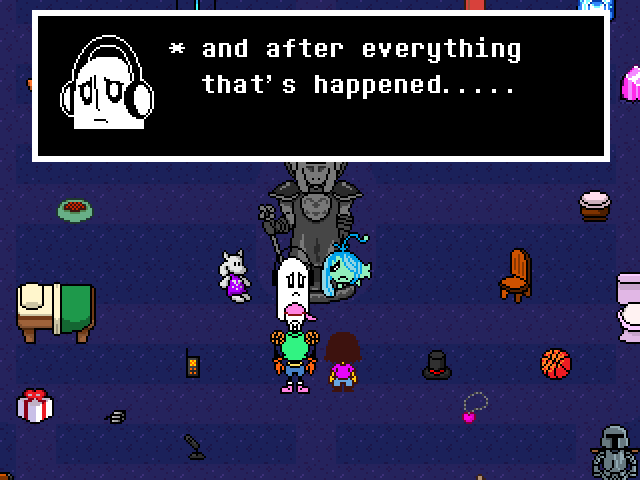 * and after everything
that's happened.....